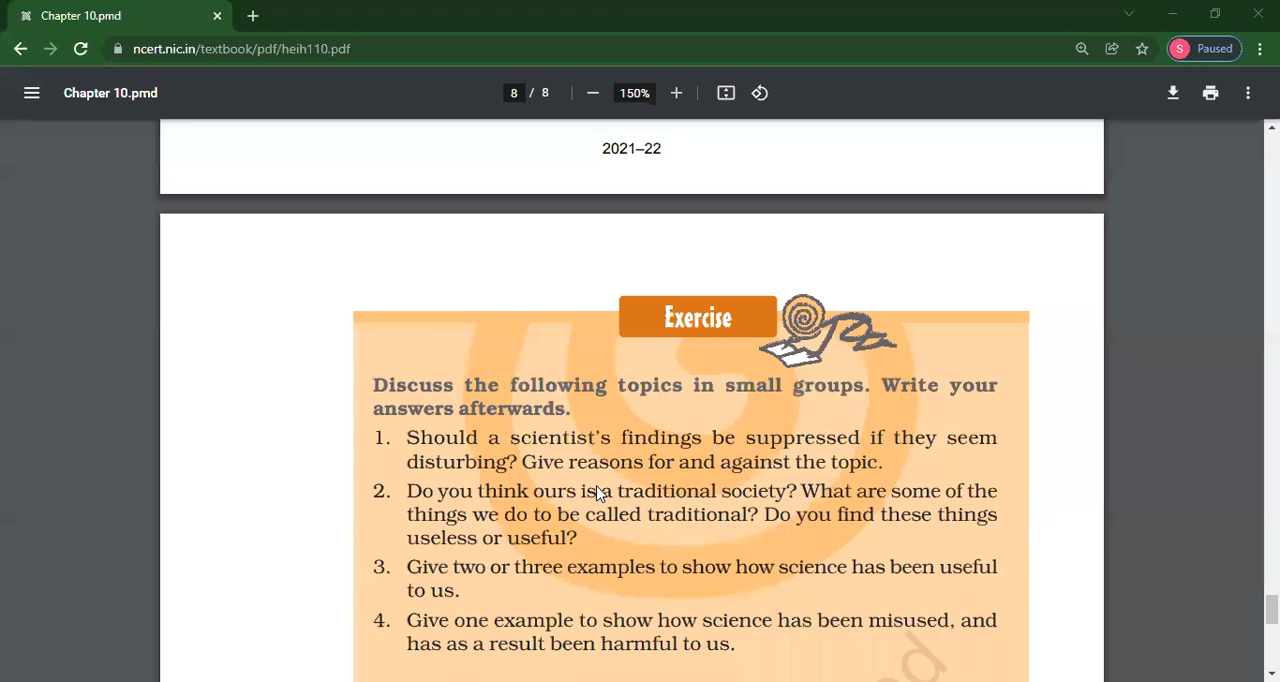 Chapter 10.pmd
ncert.nic.in/textbook/pdf/heih110.pdf
S Paused
Chapter 10.pmd
8 / 8
150%
2021–22
Exercise
Discuss the following topics in small groups. Write your
answers afterwards.
1. Should a scientist's findings be suppressed if they seem
disturbing? Give reasons for and against the topic.
2. Do you think ours is a traditional society? What are some of the
things we do to be called traditional? Do you find these things
useless or useful?
3. Give two or three examples to show how science has been useful
to us.
4. Give one example to show how science has been misused, and
has as a result been harmful to us.